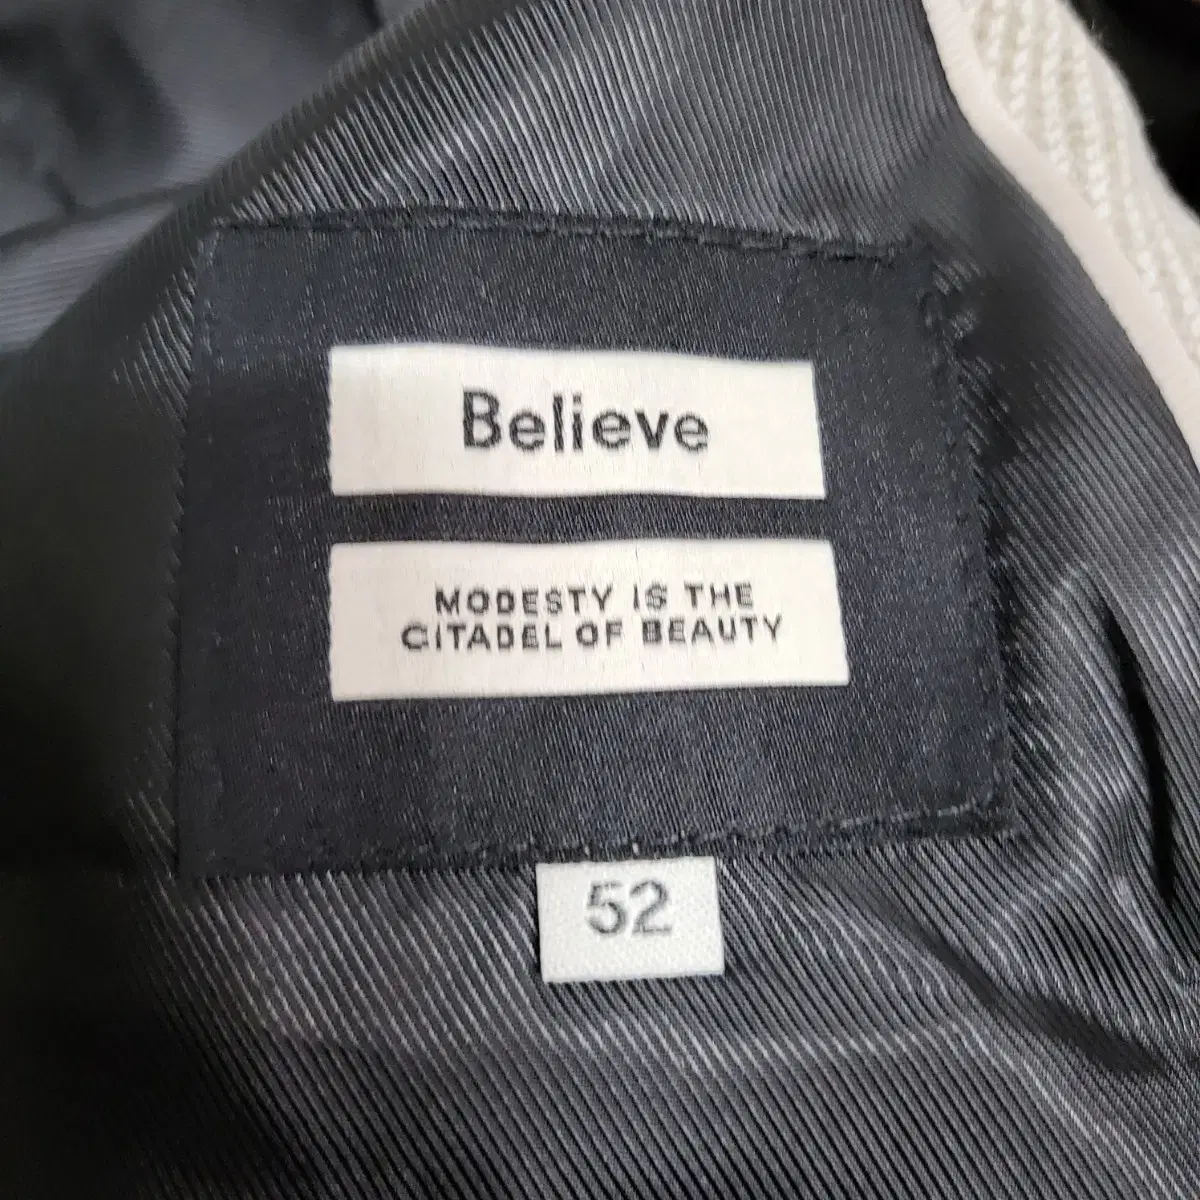 Believe
MODESTY IS THE
CITADEL OF BEAUTY
52